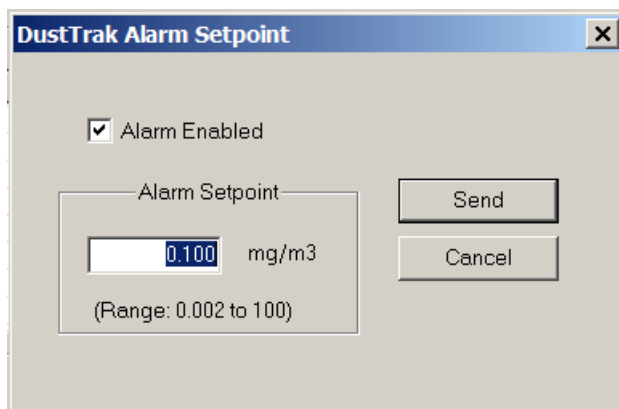 DustTrak Alarm Setpoint
Alarm Enabled
Alarm Setpoint
0.100 mg/m3
(Range: 0.002 to 100)
Send
Cancel